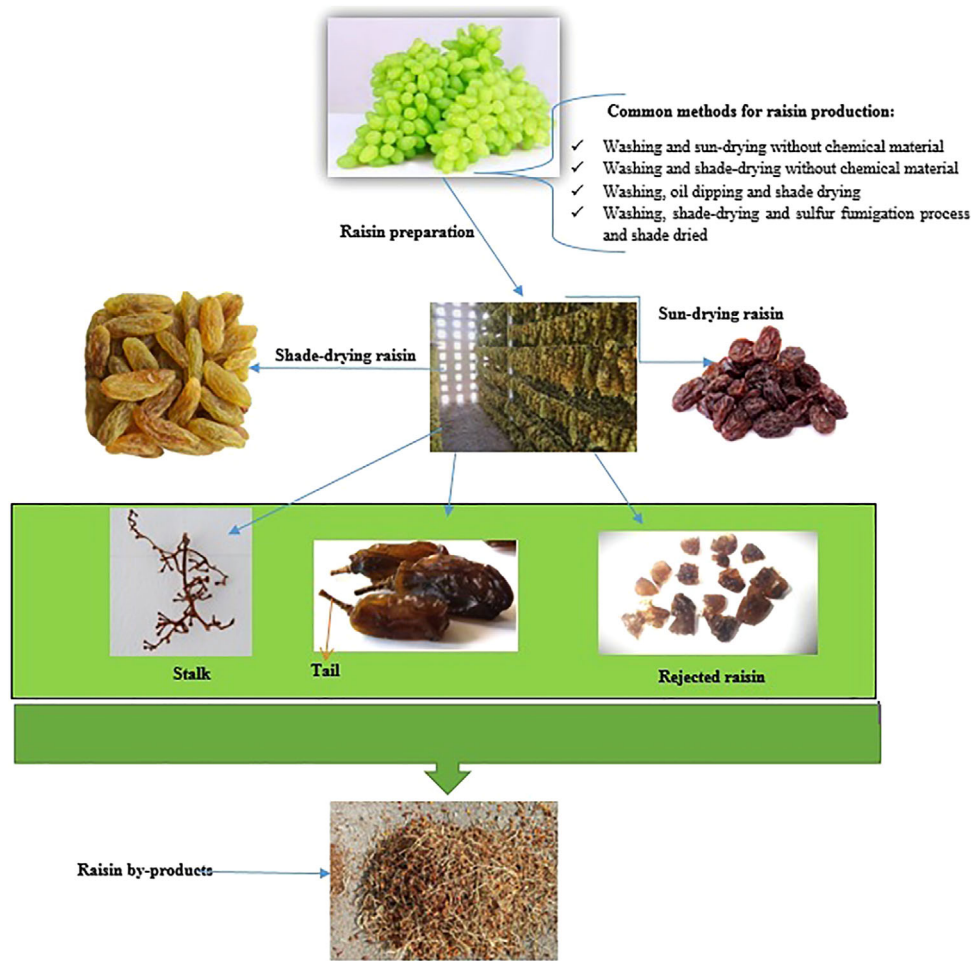 Common methods for raisin production:
✓ Washing and sun-drying without chemical material
✓ Washing and shade-drying without chemical material
✓ Washing, oil dipping and shade drying
✓ Washing, shade-drying and sulfur fumigation process
and shade dried
Raisin preparation
Sun-drying raisin
Shade-drying raisin
Stalk
Tail
Rejected raisin
Raisin by-products